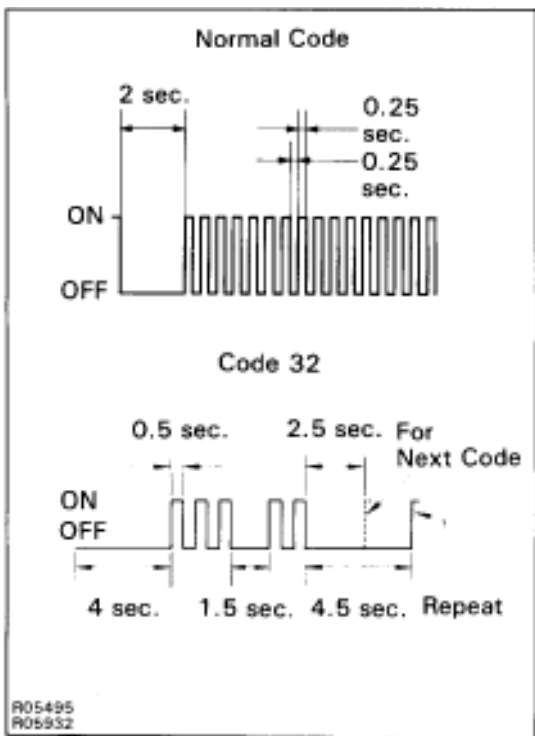 Normal Code
2 sec.
0.25
sec.
0.25
sec.
ON
OFF
Code 32
0.5 sec.
2.5 sec. For
Next Code
ON
OFF
4 sec.
1.5 sec.
4.5 sec. Repeat
R05495
R05932